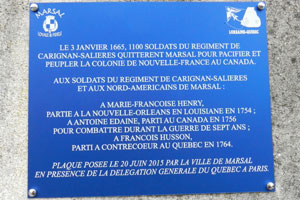 MARSAL
LORRAINE-QUEBEC
LE 3 JANVIER 1665, 1100 SOLDATS DU REGIMENT DE
CARIGNAN-SALIERES QUITTERENT MARSAL POUR PACIFIER ET
PEUPLER LA COLONIE DE NOUVELLE-FRANCE AU CANADA.
AUX SOLDATS DU REGIMENT DE CARIGNAN-SALIERES
ET AUX NORD-AMERICAINS DE MARSAL :
A MARIE-FRANCOISE HENRY,
PARTIE A LA NOUVELLE-ORLEANS EN LOUISIANE EN 1754 ;
A ANTOINE EDAINE, PARTI AU CANADA EN 1756
POUR COMBATTRE DURANT LA GUERRE DE SEPT ANS ;
A FRANCOIS HUSSON,
PARTI A CONTRECOEUR AU QUEBEC EN 1764.
PLAQUE POSEE LE 20 JUIN 2015 PAR LA VILLE DE MARSAL
EN PRESENCE DE LA DELEGATION GENERALE DU QUEBEC A PARIS.